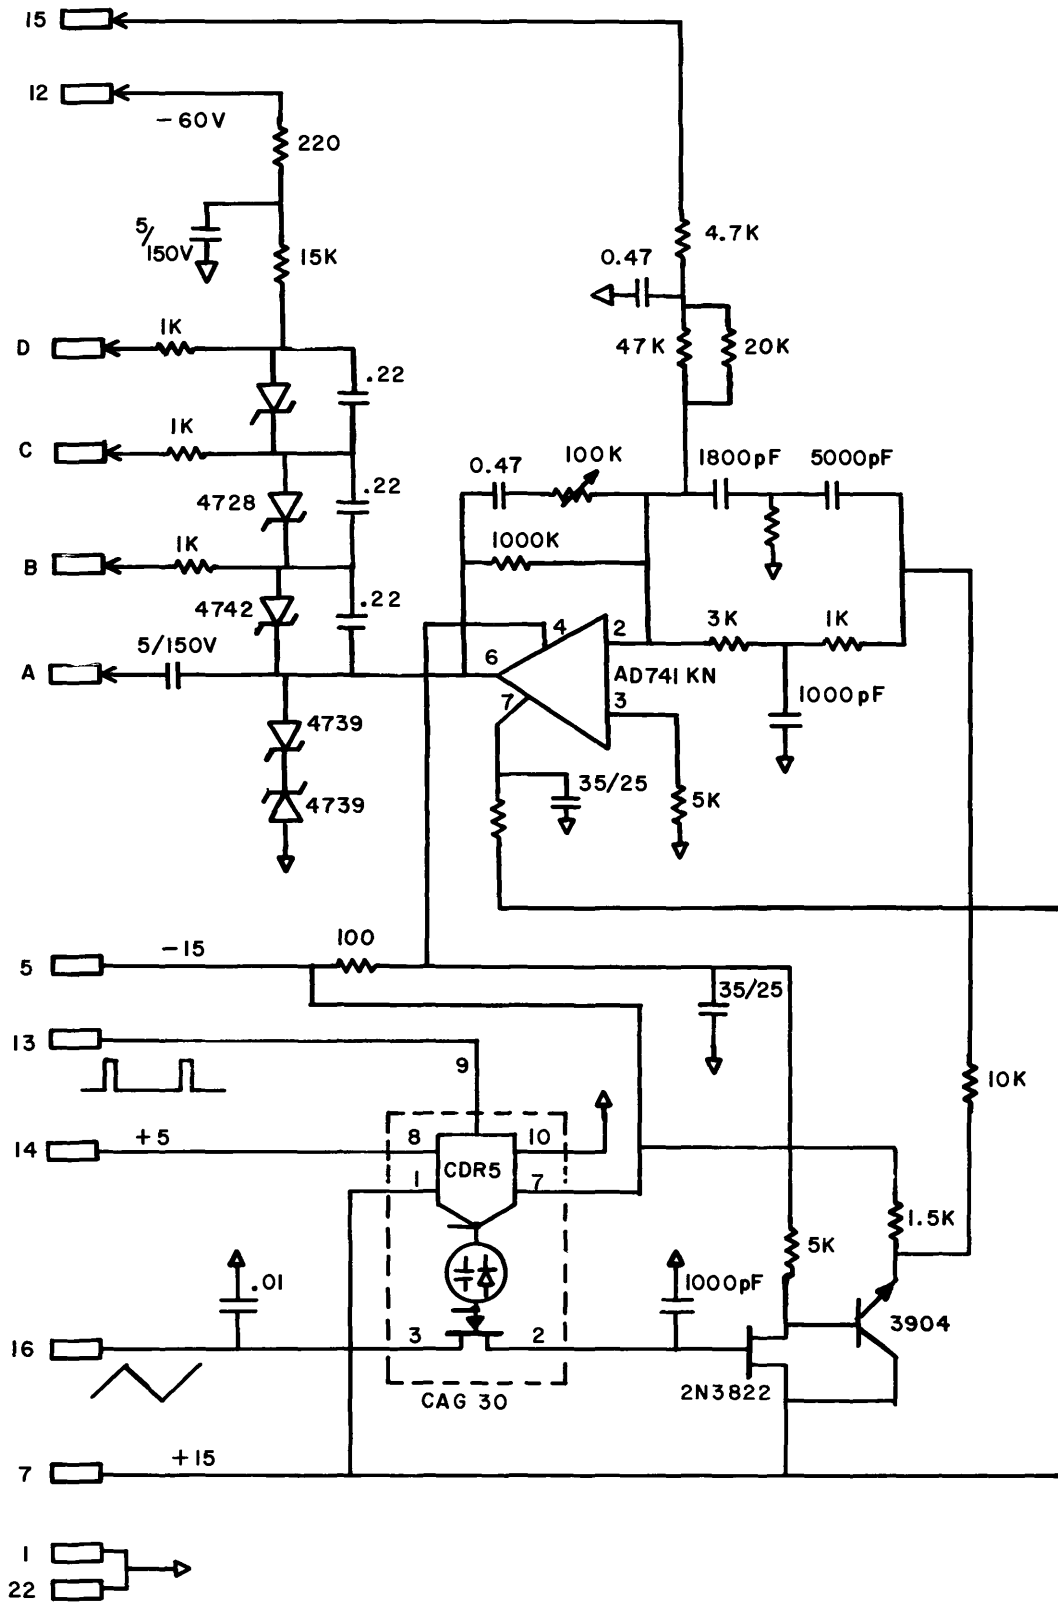 15
12
-60V
220
5/
150V
15K
4.7K
0.47
47K
20K
D
1K
.22
C
1K
4728
.22
B
1K
4742
.22
A
5/150V
0.47
100K
1800pF
5000pF
1000K
4
2
6
AD741KN
7
3
3K
1K
1000pF
4739
4739
35/25
5K
5
-15
100
35/25
13
9
10K
14
+5
8
10
CDR5
1
7
1.5K
5K
.01
1000pF
16
3
2
3904
CAG 30
2N3822
7
+15
1
22